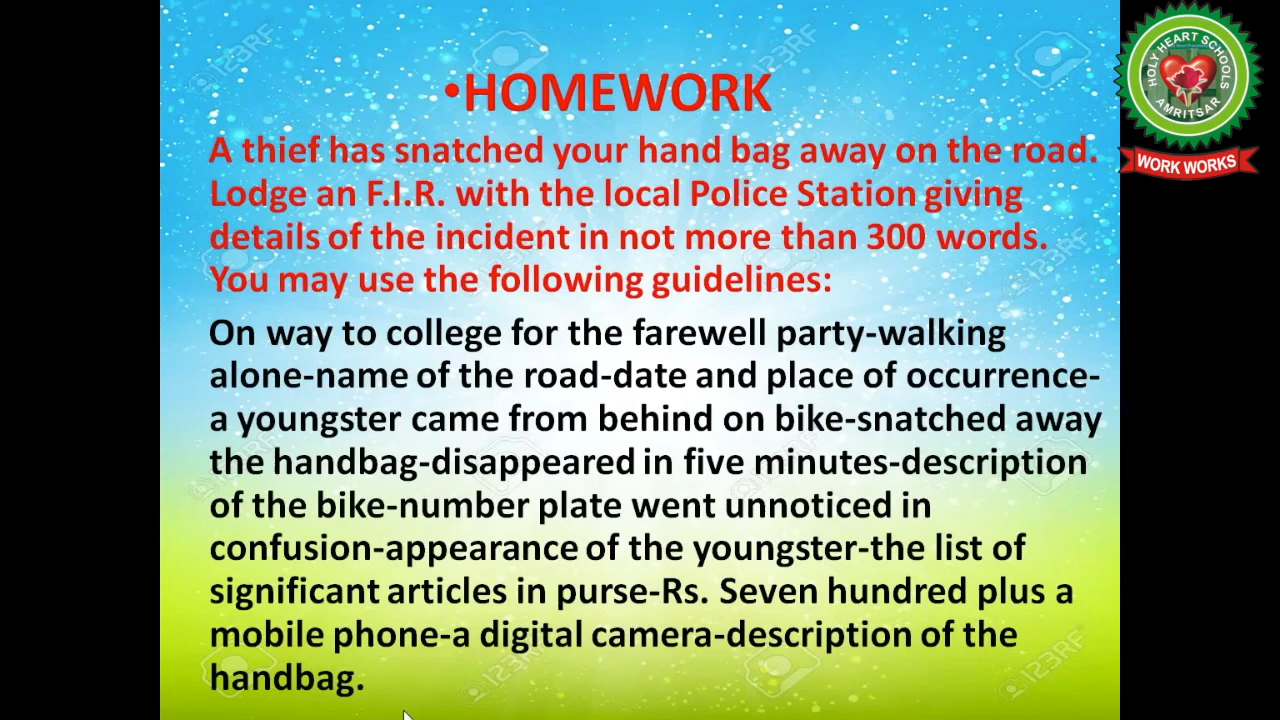 •HOMEWORK
A thief has snatched your hand bag away on the road.
Lodge an F.I.R. with the local Police Station giving
details of the incident in not more than 300 words.
You may use the following guidelines:
On way to college for the farewell party-walking
alone-name of the road-date and place of occurrence-
a youngster came from behind on bike-snatched away
the handbag-disappeared in five minutes-description
of the bike-number plate went unnoticed in
confusion-appearance of the youngster-the list of
significant articles in purse-Rs. Seven hundred plus a
mobile phone-a digital camera-description of the
handbag.
HOLY HEART SCHOOLS
AMRITSAR
WORK WORKS
123RF
123RF
123RF
123RF
123RF